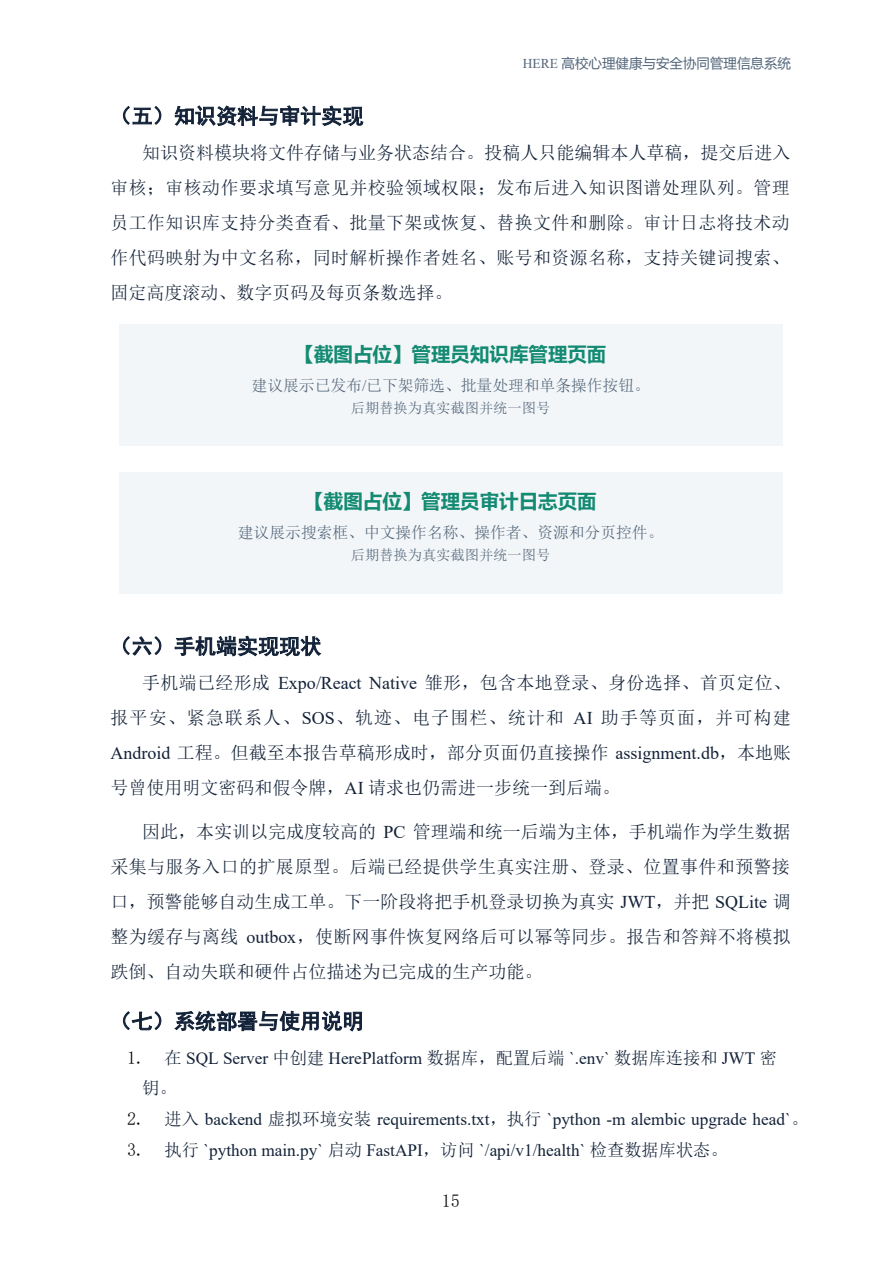 HERE 高校心理健康与安全协同管理信息系统
（五）知识资料与审计实现
知识资料模块将文件存储与业务状态结合。投稿人只能编辑本人草稿，提交后进入
审核；审核动作要求填写意见并校验领域权限；发布后进入知识图谱处理队列。管理
员工作知识库支持分类查看、批量下架或恢复、替换文件和删除。审计日志将技术动
作代码映射为中文名称，同时解析操作者姓名、账号和资源名称，支持关键词搜索、
固定高度滚动、数字页码及每页条数选择。
【截图占位】管理员知识库管理页面
建议展示已发布/已下架筛选、批量处理和单条操作按钮。
后期替换为真实截图并统一图号
【截图占位】管理员审计日志页面
建议展示搜索框、中文操作名称、操作者、资源和分页控件。
后期替换为真实截图并统一图号
（六）手机端实现现状
手机端已经形成 Expo/React Native 雏形，包含本地登录、身份选择、首页定位、
报平安、紧急联系人、SOS、轨迹、电子围栏、统计和 AI 助手等页面，并可构建
Android 工程。但截至本报告草稿形成时，部分页面仍直接操作 assignment.db，本地账
号曾使用明文密码和假令牌，AI 请求也仍需进一步统一到后端。
因此，本实训以完成度较高的 PC 管理端和统一后端为主体，手机端作为学生数据
采集与服务入口的扩展原型。后端已经提供学生真实注册、登录、位置事件和预警接
口，预警能够自动生成工单。下一阶段将把手机登录切换为真实 JWT，并把 SQLite 调
整为缓存与离线 outbox，使断网事件恢复网络后可以幂等同步。报告和答辩不将模拟
跌倒、自动失联和硬件占位描述为已完成的生产功能。
（七）系统部署与使用说明
1. 在 SQL Server 中创建 HerePlatform 数据库，配置后端 `.env` 数据库连接和 JWT 密
钥。
2. 进入 backend 虚拟环境安装 requirements.txt，执行 `python -m alembic upgrade head`。
3. 执行 `python main.py` 启动 FastAPI，访问 `/api/v1/health` 检查数据库状态。
15